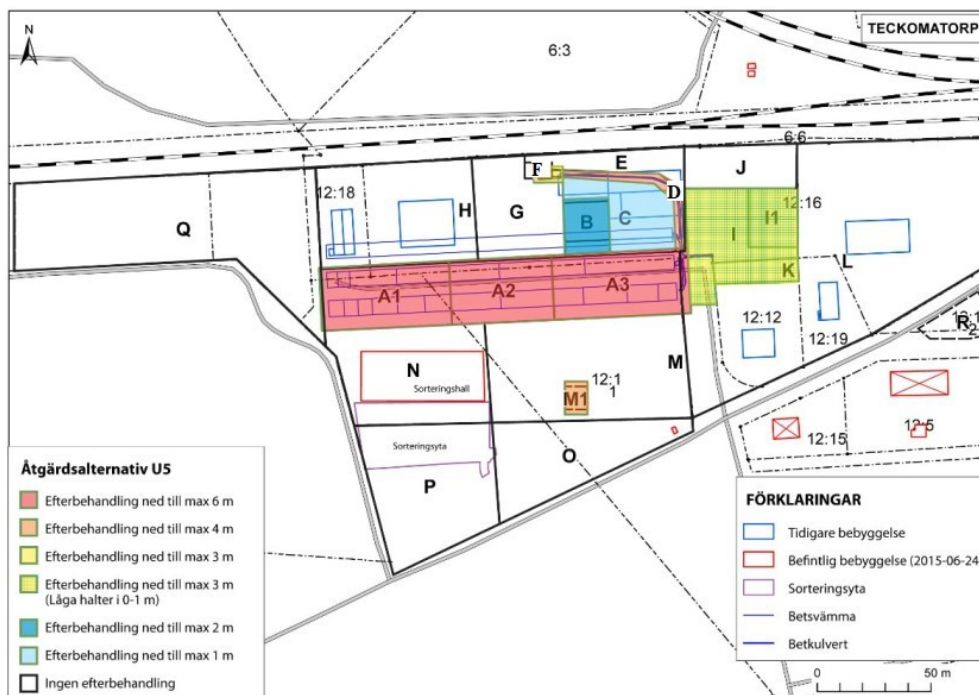 N
TECKOMATORP
6:3
6:6
F
E
J
12:18
D
12:16
H
G
B
C
I1
Q
I
K
L
A1
A2
A3
12:12
R
12:19
N
Sorteringshall
M
12:1
1
M1
12:5
12:15
Sorteringsyta
O
P
Åtgärdsalternativ U5
Efterbehandling ned till max 6 m
Efterbehandling ned till max 4 m
Efterbehandling ned till max 3 m
Efterbehandling ned till max 3 m
(Låga halter i 0-1 m)
Efterbehandling ned till max 2 m
Efterbehandling ned till max 1 m
Ingen efterbehandling
FÖRKLARINGAR
Tidigare bebyggelse
Befintlig bebyggelse (2015-06-24
Sorteringsyta
Betsvämma
Betkulvert
0
50 m